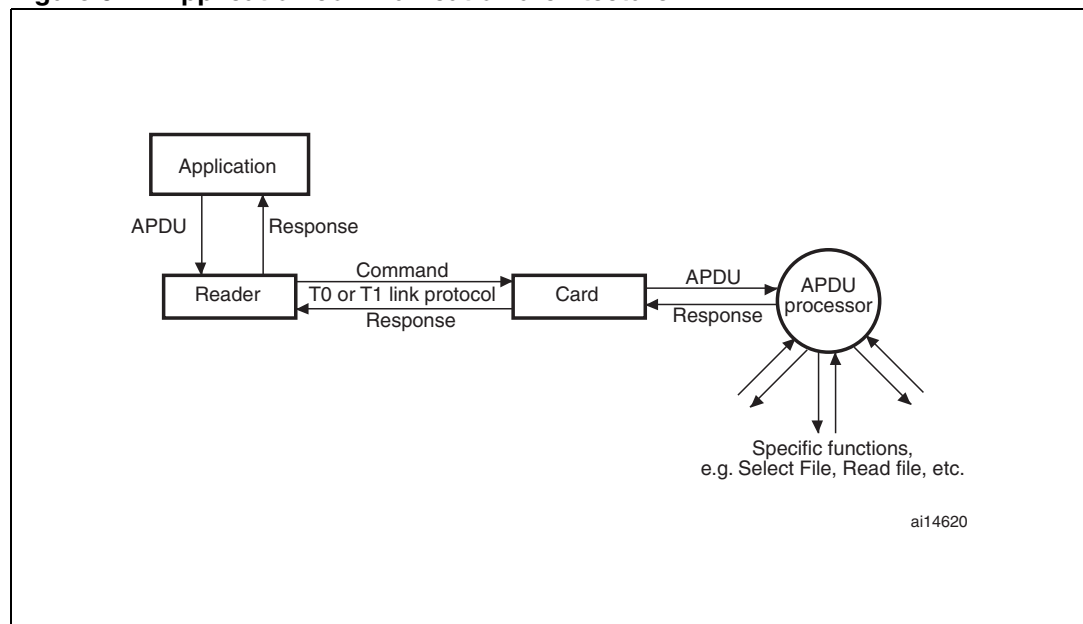 Application
APDU
Response
Reader
Command
T0 or T1 link protocol
Response
Card
APDU
Response
APDU
processor
Specific functions,
e.g. Select File, Read file, etc.
ai14620